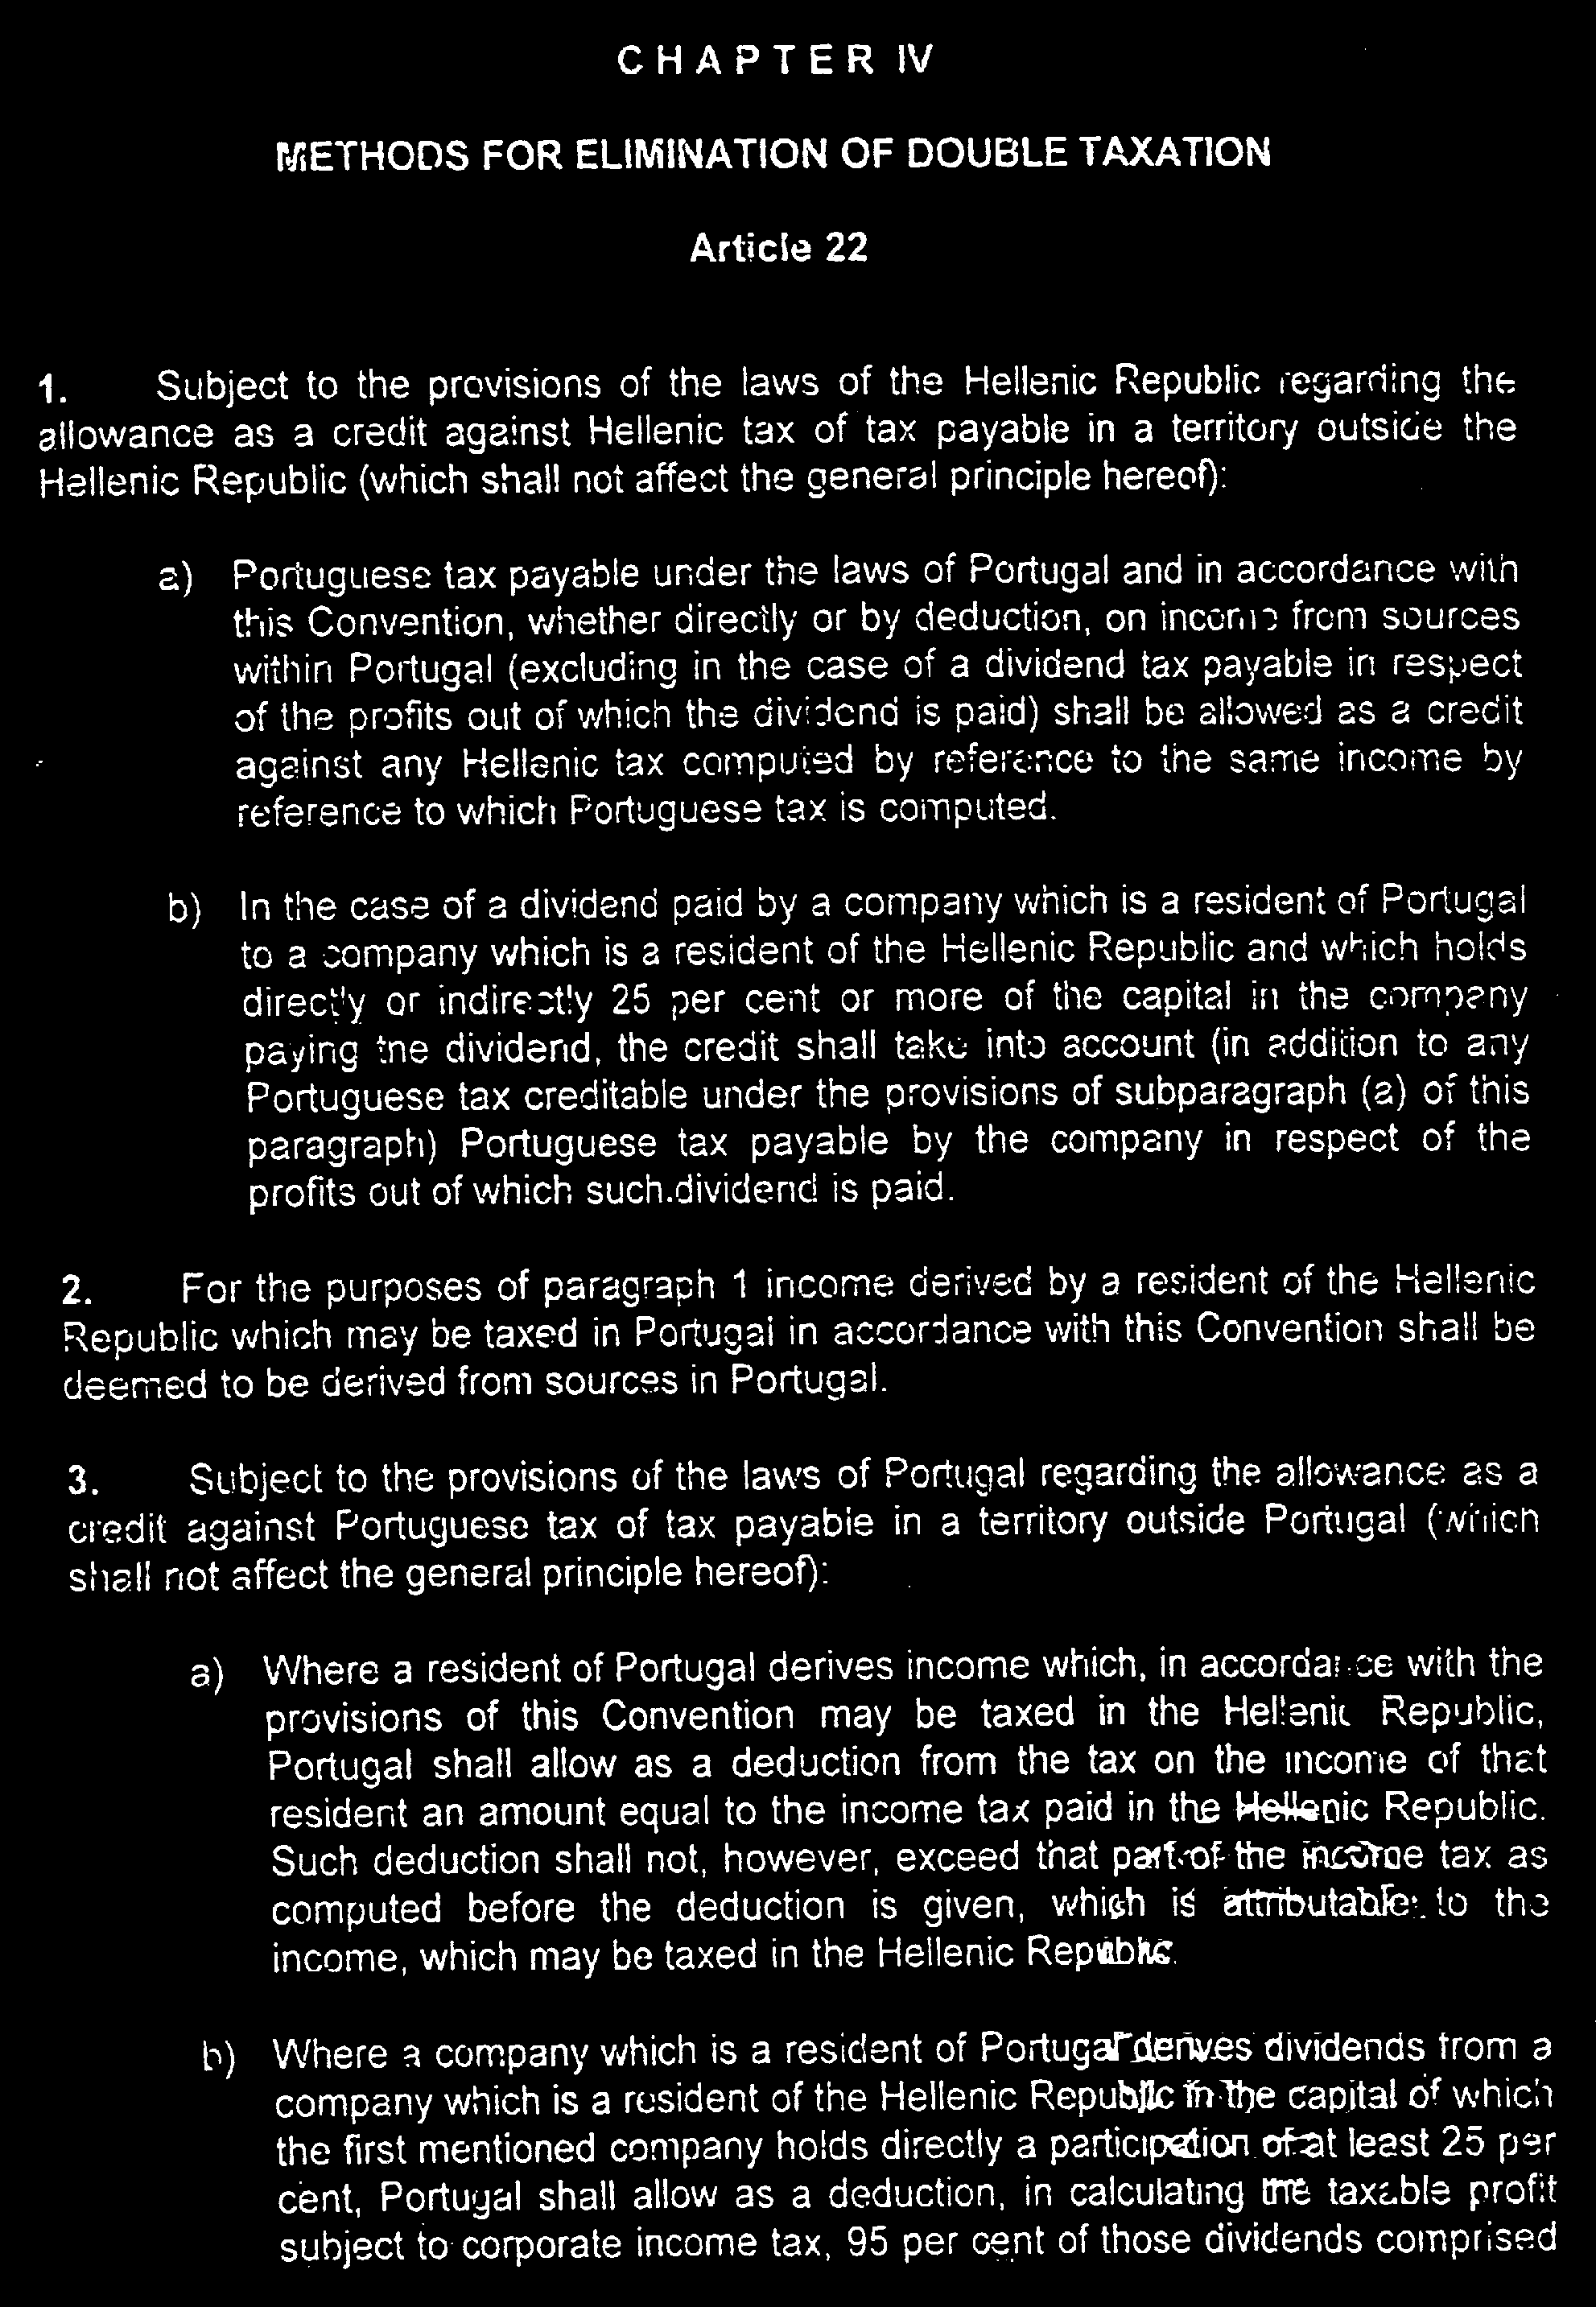 CHAPTER IV
METHODS FOR ELIMINATION OF DOUBLE TAXATION
Article 22
1. Subject to the provisions of the laws of the Hellenic Republic regarding the
allowance as a credit against Hellenic tax of tax payable in a territory outside the
Hellenic Republic (which shall not affect the general principle hereof):
a) Portuguese tax payable under the laws of Portugal and in accordance with
this Convention, whether directly or by deduction, on income from sources
within Portugal (excluding in the case of a dividend tax payable in respect
of the profits out of which the dividend is paid) shall be allowed as a credit
against any Hellenic tax computed by reference to the same income by
reference to which Portuguese tax is computed.
b) In the case of a dividend paid by a company which is a resident of Portugal
to a company which is a resident of the Hellenic Republic and which holds
directly or indirectly 25 per cent or more of the capital in the company
paying the dividend, the credit shall take into account (in addition to any
Portuguese tax creditable under the provisions of subparagraph (a) of this
paragraph) Portuguese tax payable by the company in respect of the
profits out of which such dividend is paid.
2. For the purposes of paragraph 1 income derived by a resident of the Hellenic
Republic which may be taxed in Portugal in accordance with this Convention shall be
deemed to be derived from sources in Portugal.
3. Subject to the provisions of the laws of Portugal regarding the allowance as a
credit against Portuguese tax of tax payable in a territory outside Portugal (which
shall not affect the general principle hereof):
a) Where a resident of Portugal derives income which, in accordance with the
provisions of this Convention may be taxed in the Hellenic Republic,
Portugal shall allow as a deduction from the tax on the income of that
resident an amount equal to the income tax paid in the Hellenic Republic.
Such deduction shall not, however, exceed that part of the income tax as
computed before the deduction is given, which is attributable to the
income, which may be taxed in the Hellenic Republic.
b) Where a company which is a resident of Portugal derives dividends from a
company which is a resident of the Hellenic Republic in the capital of which
the first mentioned company holds directly a participation of at least 25 per
cent, Portugal shall allow as a deduction, in calculating the taxable profit
subject to corporate income tax, 95 per cent of those dividends comprised